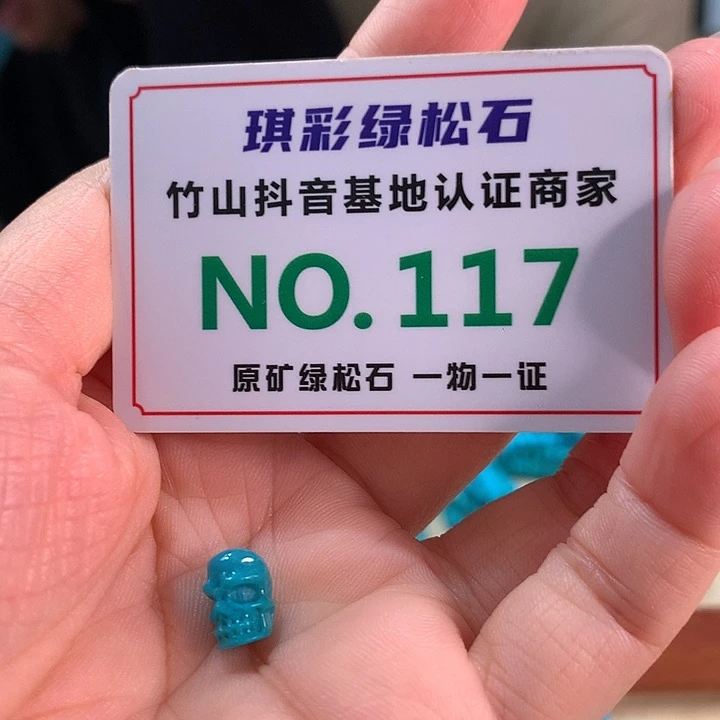 琪彩绿松石
竹山抖音基地认证商家
NO.117
原矿绿松石 一物一证